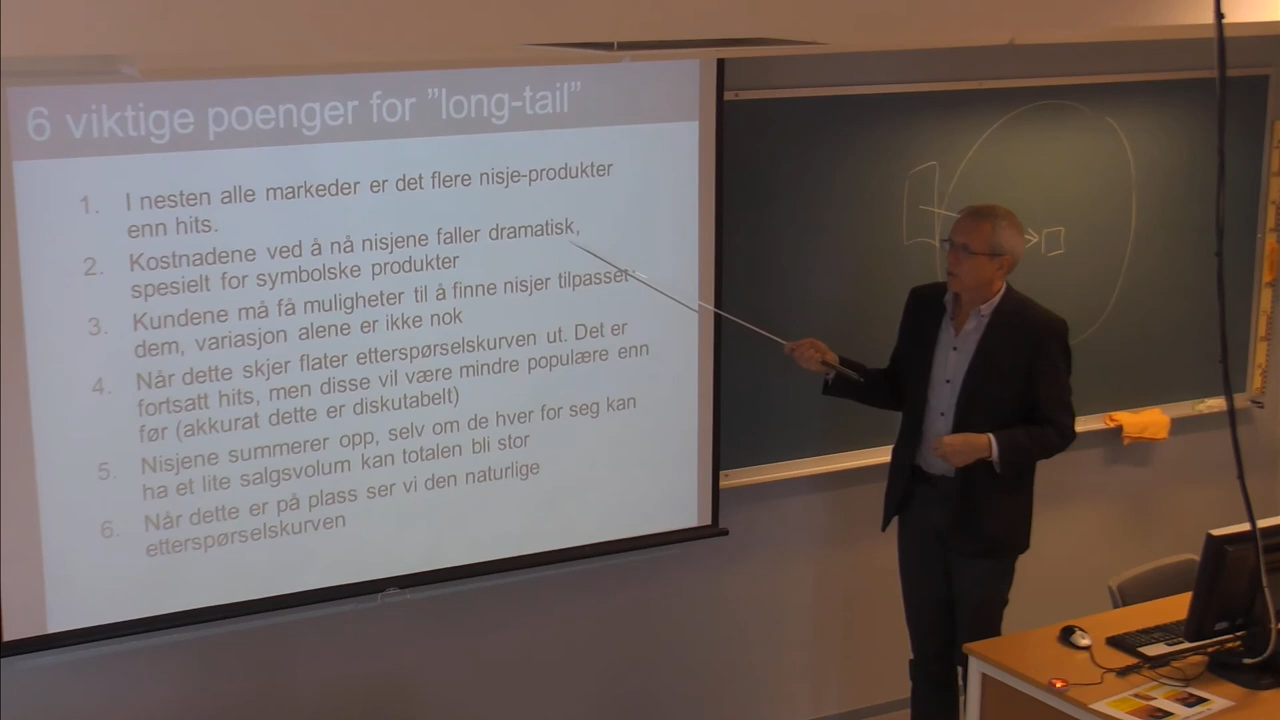 6 viktige poenger for ”long-tail”
1. I nesten alle markeder er det flere nisje-produkter
enn hits.
2. Kostnadene ved å nå nisjene faller dramatisk,
spesielt for symbolske produkter
3. Kundene må få muligheter til å finne nisjer tilpasset
dem, variasjon alene er ikke nok
4. Når dette skjer flater etterspørselskurven ut. Det er
fortsatt hits, men disse vil være mindre populære enn
før (akkurat dette er diskutabelt)
5. Nisjene summerer opp, selv om de hver for seg kan
ha et lite salgsvolum kan totalen bli stor
6. Når dette er på plass ser vi den naturlige
etterspørselskurven